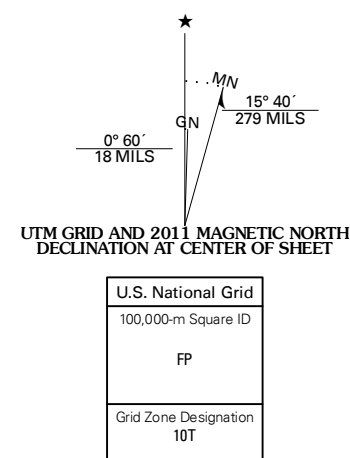 ★
MN
GN
15° 40´
279 MILS
0° 60´
18 MILS
UTM GRID AND 2011 MAGNETIC NORTH
DECLINATION AT CENTER OF SHEET
U.S. National Grid
100,000-m Square ID
FP
Grid Zone Designation
10T